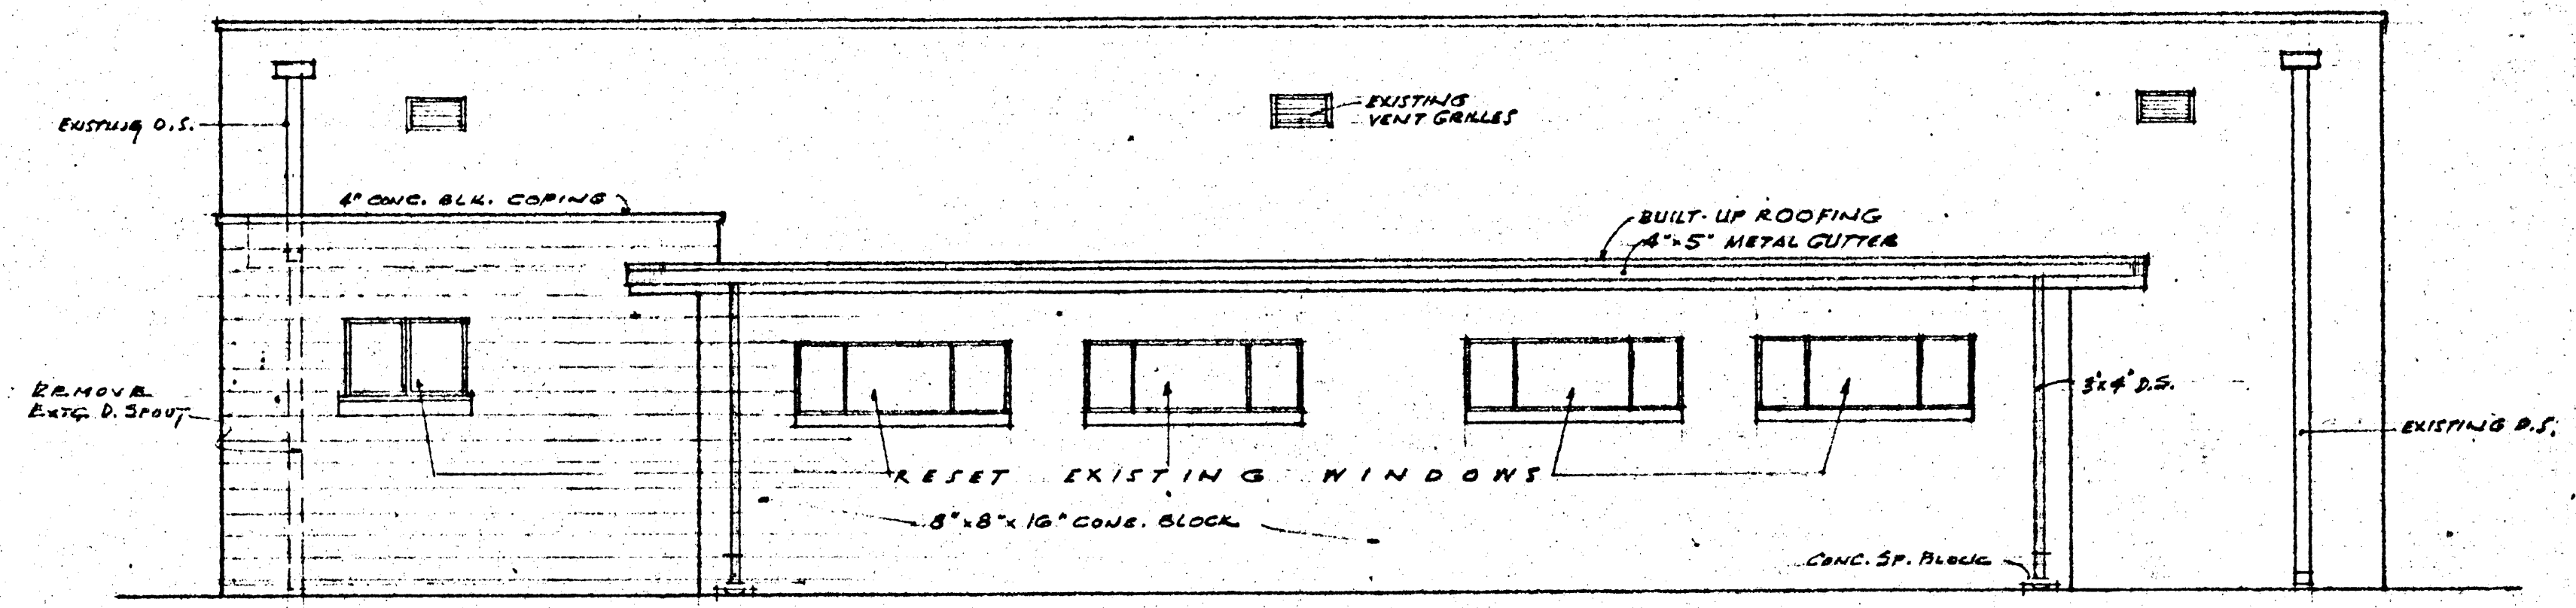 EXISTING D.S.
EXISTING
VENT GRILLES
4" CONC. BLK. COPING
BUILT-UP ROOFING
4"x5" METAL GUTTER
REMOVE
EXTG. D. SPOUT
3"x4" D.S.
EXISTING D.S.
RESET EXISTING WINDOWS
8"x8"x16" CONC. BLOCK
CONC. SP. BLOCK